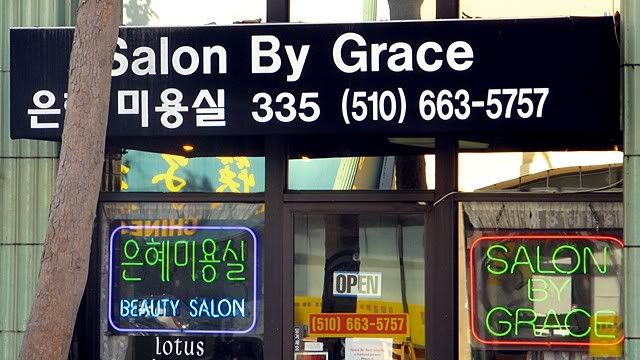 Salon By Grace
은혜 미용실 335 (510) 663-5757
은혜미용실
BEAUTY SALON
lotus
OPEN
(510) 663-5757
SALON
BY
GRACE